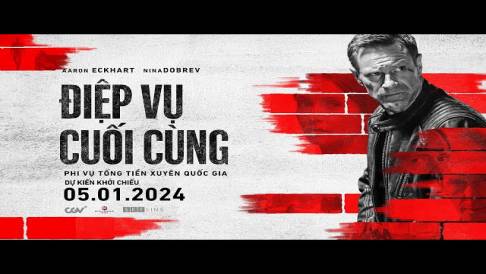 AARON ECKHART NINA DOBREV
ĐIỆP VỤ
CUỐI CÙNG
PHI VỤ TỐNG TIỀN XUYÊN QUỐC GIA
DỰ KIẾN KHỞI CHIẾU
05.01.2024
CGV